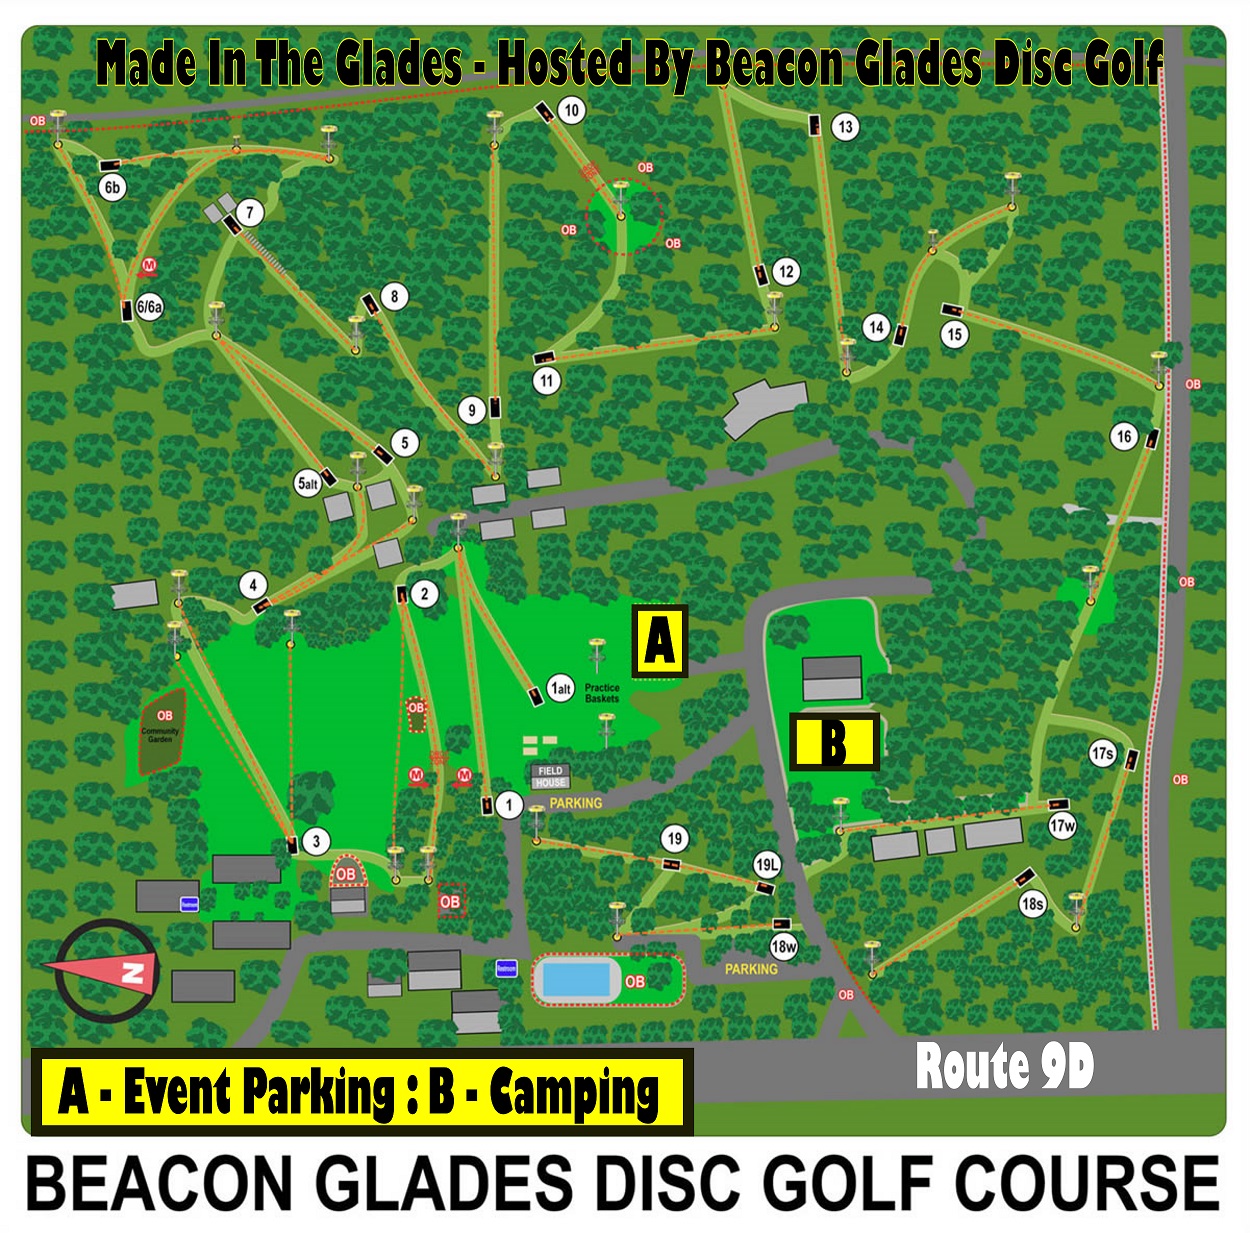 Made In The Glades - Hosted By Beacon Glades Disc Golf
OB
10
13
OB
6b
7
OB
OB
M
12
8
6/6a
14
15
11
OB
9
16
5
5alt
OB
4
2
A
1alt
Practice
Baskets
OB
OB
Community
Garden
B
17s
M
M
FIELD
HOUSE
OB
1
PARKING
17w
3
19
19L
OB
OB
18s
Restroom
18w
N
Restroom
PARKING
OB
OB
Route 9D
A - Event Parking : B - Camping
BEACON GLADES DISC GOLF COURSE